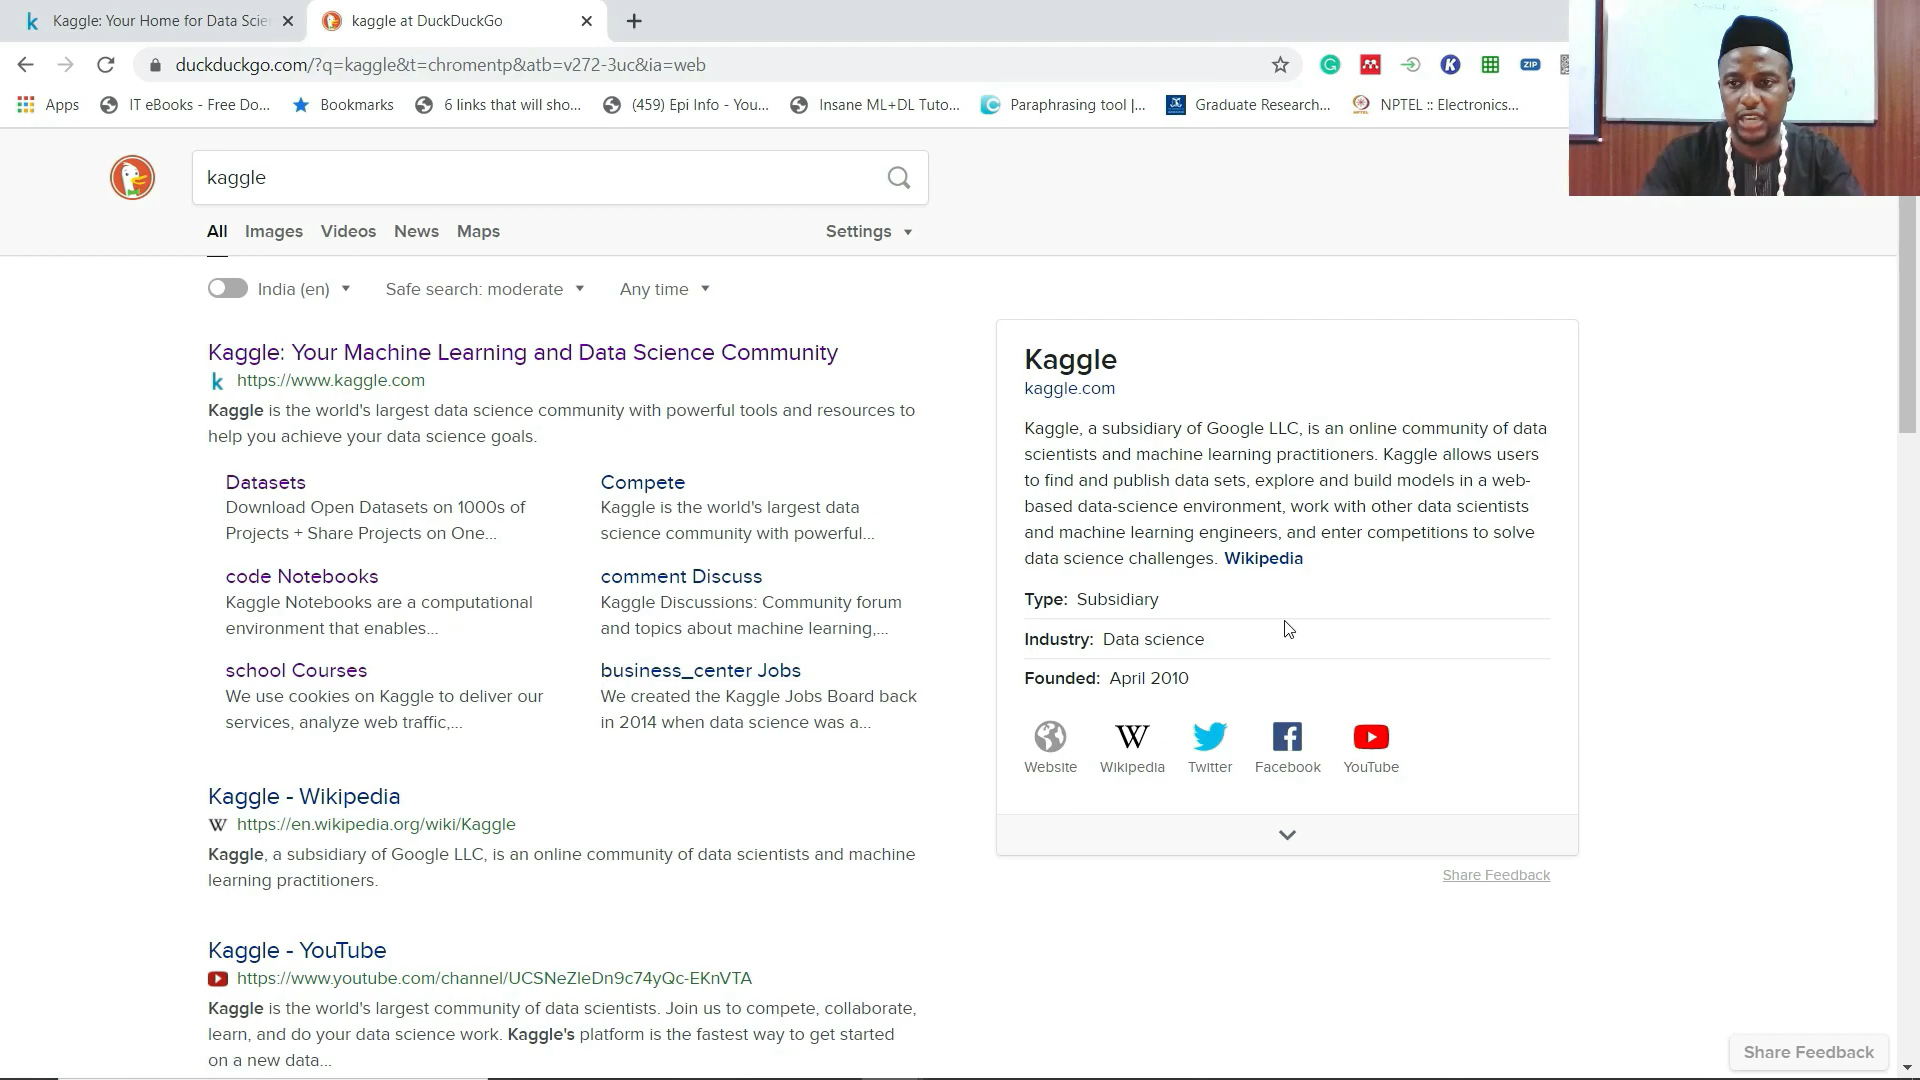 Kaggle: Your Home for Data Scie
kaggle at DuckDuckGo
duckduckgo.com/?q=kaggle&t=chromentp&atb=v272-3uc&ia=web
ZIP
Apps
IT eBooks - Free Do...
Bookmarks
6 links that will sho...
(459) Epi Info - You...
Insane ML+DL Tuto...
Paraphrasing tool |...
Graduate Research...
NPTEL :: Electronics...
kaggle
All Images Videos News Maps Settings
India (en) Safe search: moderate Any time
Kaggle: Your Machine Learning and Data Science Community
https://www.kaggle.com
Kaggle is the world's largest data science community with powerful tools and resources to
help you achieve your data science goals.
Datasets
Download Open Datasets on 1000s of
Projects + Share Projects on One...
Compete
Kaggle is the world's largest data
science community with powerful...
code Notebooks
Kaggle Notebooks are a computational
environment that enables...
comment Discuss
Kaggle Discussions: Community forum
and topics about machine learning,...
school Courses
We use cookies on Kaggle to deliver our
services, analyze web traffic,...
business_center Jobs
We created the Kaggle Jobs Board back
in 2014 when data science was a...
Kaggle - Wikipedia
https://en.wikipedia.org/wiki/Kaggle
Kaggle, a subsidiary of Google LLC, is an online community of data scientists and machine
learning practitioners.
Kaggle - YouTube
https://www.youtube.com/channel/UCSNeZleDn9c74yQc-EKnVTA
Kaggle is the world's largest community of data scientists. Join us to compete, collaborate,
learn, and do your data science work. Kaggle's platform is the fastest way to get started
on a new data...
Kaggle
kaggle.com
Kaggle, a subsidiary of Google LLC, is an online community of data
scientists and machine learning practitioners. Kaggle allows users
to find and publish data sets, explore and build models in a web-
based data-science environment, work with other data scientists
and machine learning engineers, and enter competitions to solve
data science challenges. Wikipedia
Type: Subsidiary
Industry: Data science
Founded: April 2010
Website Wikipedia Twitter Facebook YouTube
Share Feedback
Share Feedback